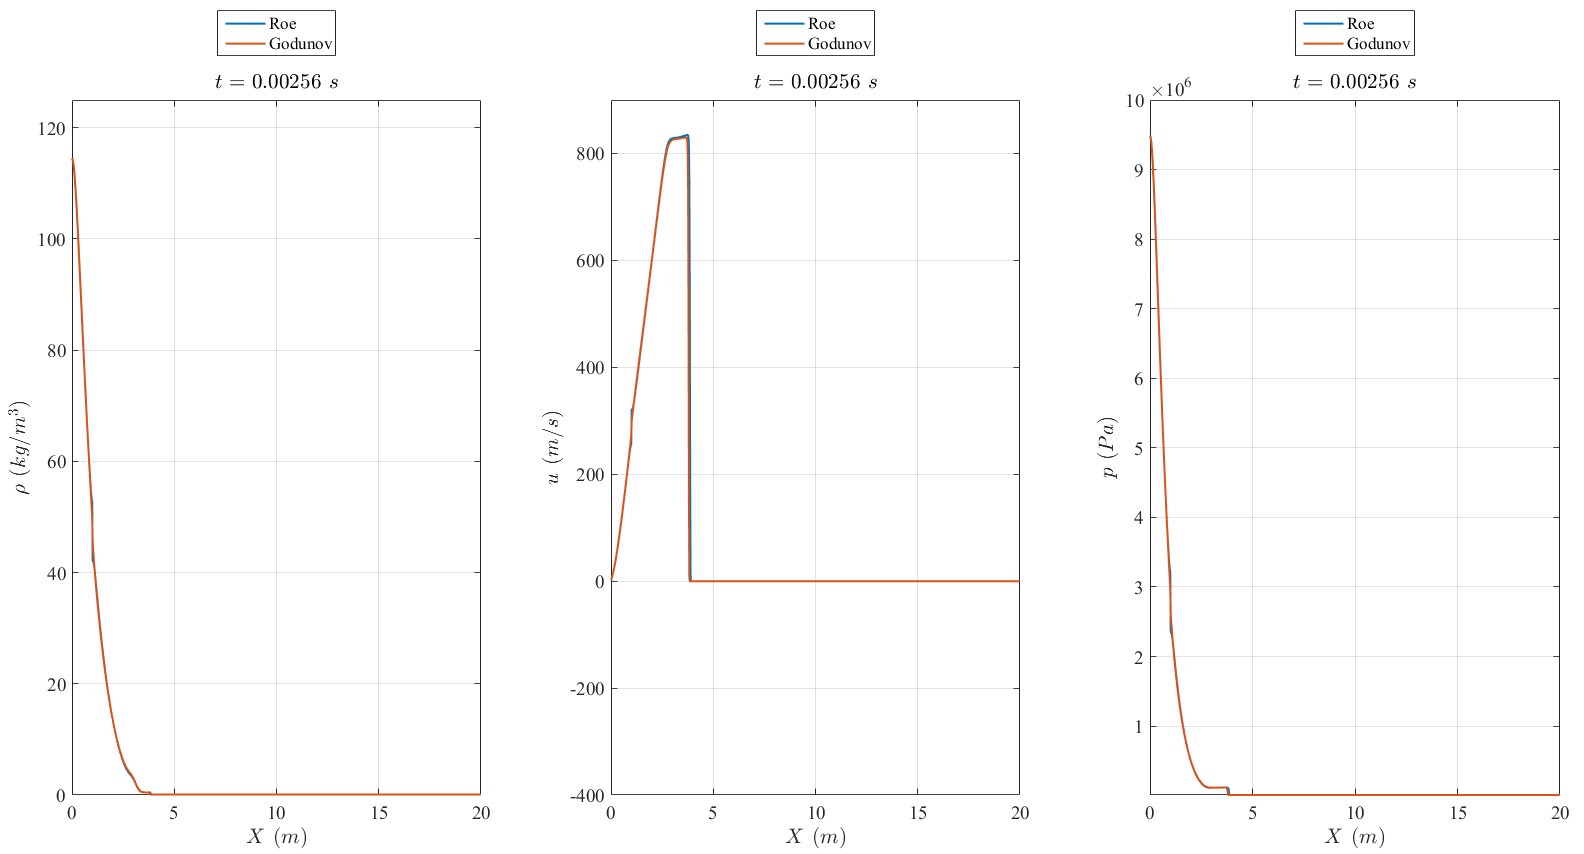 Roe
Godunov
t = 0.00256 s
120
100
80
60
40
20
0
ρ (kg/m³)
0 5 10 15 20
X (m)
Roe
Godunov
t = 0.00256 s
800
600
400
200
0
-200
-400
u (m/s)
0 5 10 15 20
X (m)
Roe
Godunov
t = 0.00256 s
×10⁶
10
9
8
7
6
5
4
3
2
1
p (Pa)
0 5 10 15 20
X (m)